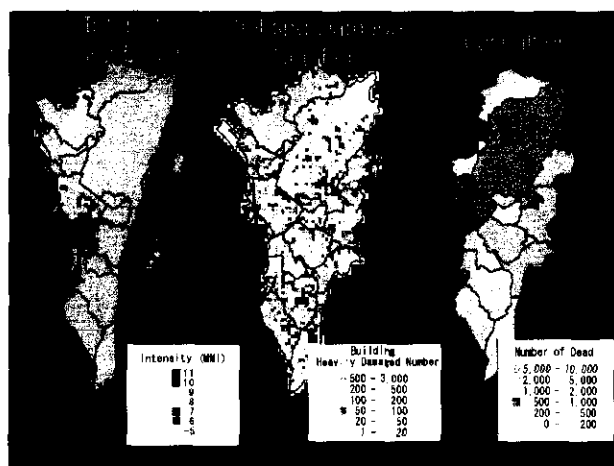 Intensity (MMI)
11
10
9
8
7
6
-5
Building
Heavily Damaged Number
500 - 3,000
200 - 500
100 - 200
50 - 100
20 - 50
1 - 20
Number of Dead
5,000 - 10,000
2,000 5,000
1,000 - 2,000
500 - 1,000
200 - 500
0 - 200